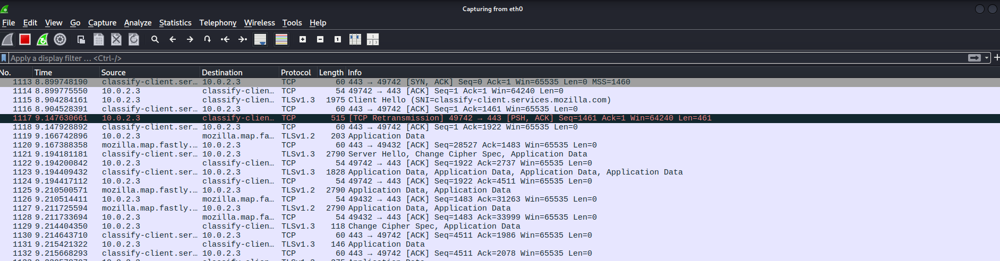 Capturing from eth0
File Edit View Go Capture Analyze Statistics Telephony Wireless Tools Help
Apply a display filter … <Ctrl-/>
No. Time Source Destination Protocol Length Info
1113 8.899748190 classify-client.ser… 10.0.2.3 TCP 60 443 → 49742 [SYN, ACK] Seq=0 Ack=1 Win=65535 Len=0 MSS=1460
1114 8.899775550 10.0.2.3 classify-clien… TCP 54 49742 → 443 [ACK] Seq=1 Ack=1 Win=64240 Len=0
1115 8.904284161 10.0.2.3 classify-clien… TLSv1.3 1975 Client Hello (SNI=classify-client.services.mozilla.com)
1116 8.904528391 classify-client.ser… 10.0.2.3 TCP 60 443 → 49742 [ACK] Seq=1 Ack=1461 Win=65535 Len=0
1117 9.147630661 10.0.2.3 classify-clien… TCP 515 [TCP Retransmission] 49742 → 443 [PSH, ACK] Seq=1461 Ack=1 Win=64240 Len=461
1118 9.147928892 classify-client.ser… 10.0.2.3 TCP 60 443 → 49742 [ACK] Seq=1 Ack=1922 Win=65535 Len=0
1119 9.166742896 10.0.2.3 mozilla.map.fa… TLSv1.2 203 Application Data
1120 9.167388358 mozilla.map.fastly.… 10.0.2.3 TCP 60 443 → 49432 [ACK] Seq=28527 Ack=1483 Win=65535 Len=0
1121 9.194181181 classify-client.ser… 10.0.2.3 TLSv1.3 2790 Server Hello, Change Cipher Spec, Application Data
1122 9.194200842 10.0.2.3 classify-clien… TCP 54 49742 → 443 [ACK] Seq=1922 Ack=2737 Win=65535 Len=0
1123 9.194409432 classify-client.ser… 10.0.2.3 TLSv1.3 1828 Application Data, Application Data, Application Data, Application Data
1124 9.194417112 10.0.2.3 classify-clien… TCP 54 49742 → 443 [ACK] Seq=1922 Ack=4511 Win=65535 Len=0
1125 9.210500571 mozilla.map.fastly.… 10.0.2.3 TLSv1.2 2790 Application Data, Application Data
1126 9.210514411 10.0.2.3 mozilla.map.fa… TCP 54 49432 → 443 [ACK] Seq=1483 Ack=31263 Win=65535 Len=0
1127 9.211725594 mozilla.map.fastly.… 10.0.2.3 TLSv1.2 2790 Application Data, Application Data
1128 9.211733694 10.0.2.3 mozilla.map.fa… TCP 54 49432 → 443 [ACK] Seq=1483 Ack=33999 Win=65535 Len=0
1129 9.214404350 10.0.2.3 classify-clien… TLSv1.3 118 Change Cipher Spec, Application Data
1130 9.214643710 classify-client.ser… 10.0.2.3 TCP 60 443 → 49742 [ACK] Seq=4511 Ack=1986 Win=65535 Len=0
1131 9.215421322 10.0.2.3 classify-clien… TLSv1.3 146 Application Data
1132 9.215668293 classify-client.ser… 10.0.2.3 TCP 60 443 → 49742 [ACK] Seq=4511 Ack=2078 Win=65535 Len=0